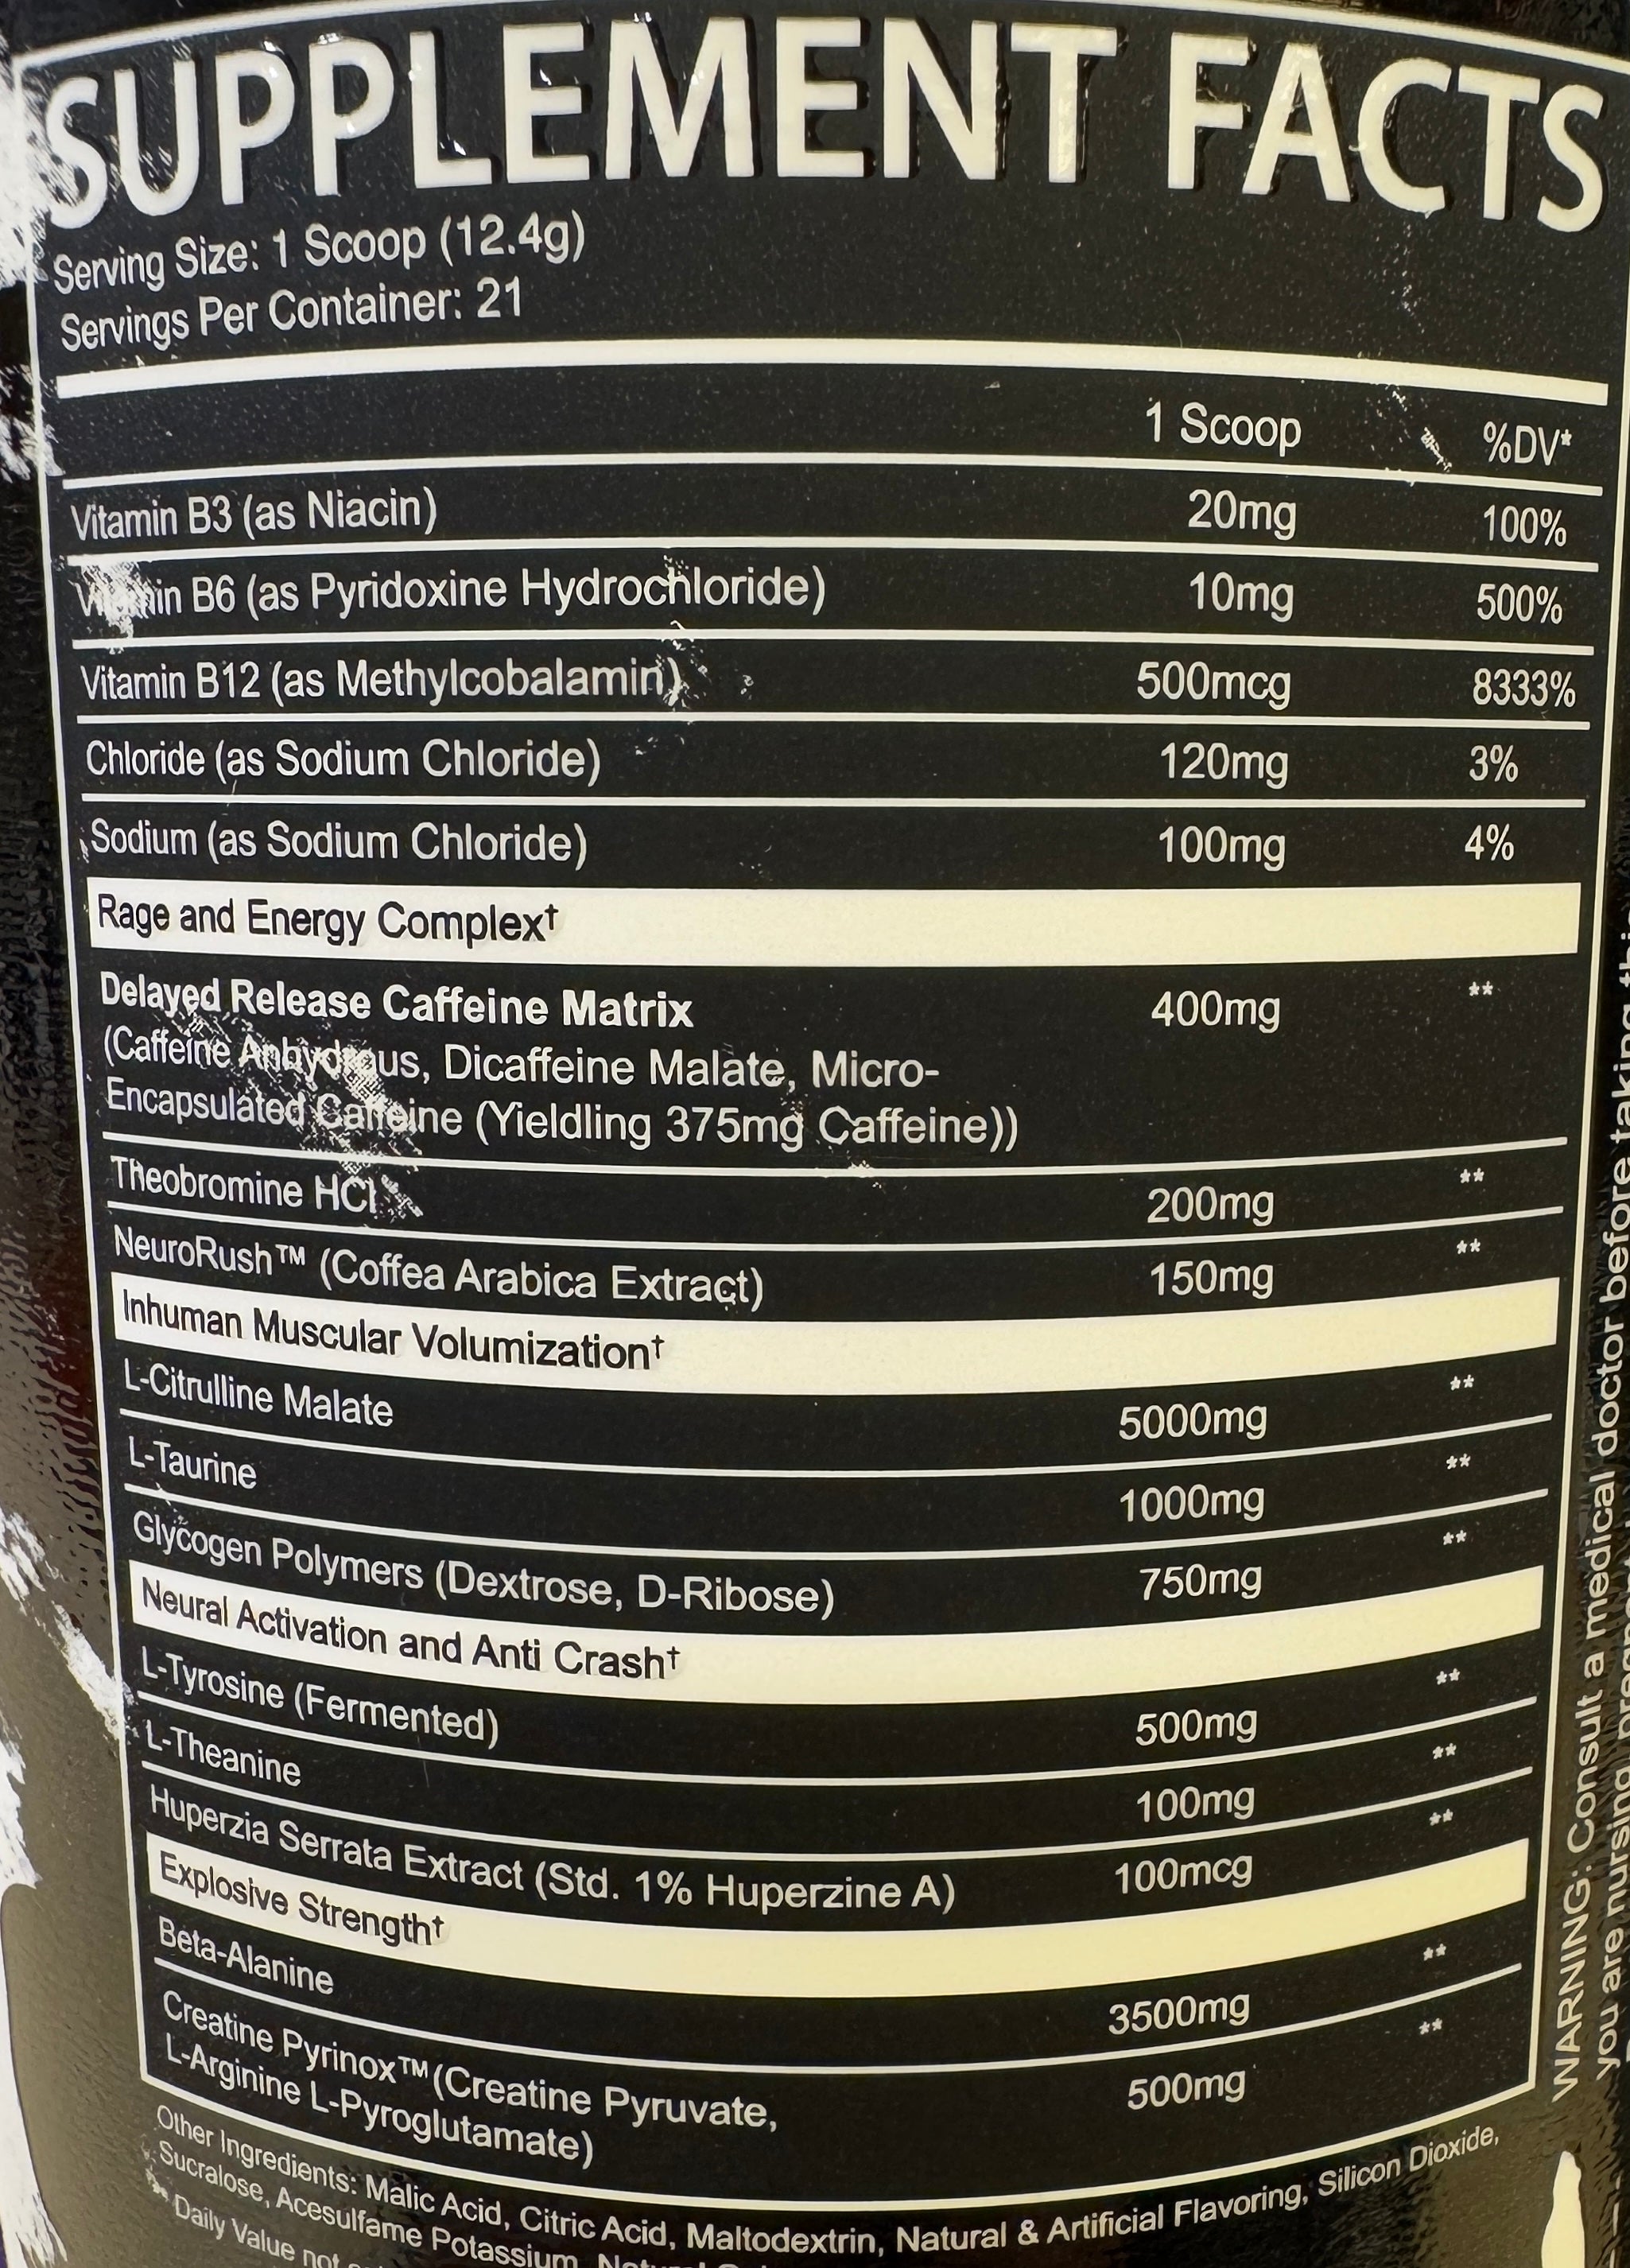 SUPPLEMENT FACTS
Serving Size: 1 Scoop (12.4g)
Servings Per Container: 21
1 Scoop %DV*
Vitamin B3 (as Niacin) 20mg 100%
Vitamin B6 (as Pyridoxine Hydrochloride) 10mg 500%
Vitamin B12 (as Methylcobalamin) 500mcg 8333%
Chloride (as Sodium Chloride) 120mg 3%
Sodium (as Sodium Chloride) 100mg 4%
Rage and Energy Complex†
Delayed Release Caffeine Matrix 400mg **
(Caffeine Anhydrous, Dicaffeine Malate, Micro-
Encapsulated Caffeine (Yieldling 375mg Caffeine))
Theobromine HCl 200mg **
NeuroRush™ (Coffea Arabica Extract) 150mg **
Inhuman Muscular Volumization†
L-Citrulline Malate 5000mg **
L-Taurine 1000mg **
Glycogen Polymers (Dextrose, D-Ribose) 750mg **
Neural Activation and Anti Crash†
L-Tyrosine (Fermented) 500mg **
L-Theanine 100mg **
Huperzia Serrata Extract (Std. 1% Huperzine A) 100mcg **
Explosive Strength†
Beta-Alanine 3500mg **
Creatine Pyrinox™ (Creatine Pyruvate, 500mg **
L-Arginine L-Pyroglutamate)
Other Ingredients: Malic Acid, Citric Acid, Maltodextrin, Natural & Artificial Flavoring, Silicon Dioxide,
Sucralose, Acesulfame Potassium,
Daily Value not
WARNING: Consult a medical doctor before taking this
you are nursing, pregnant